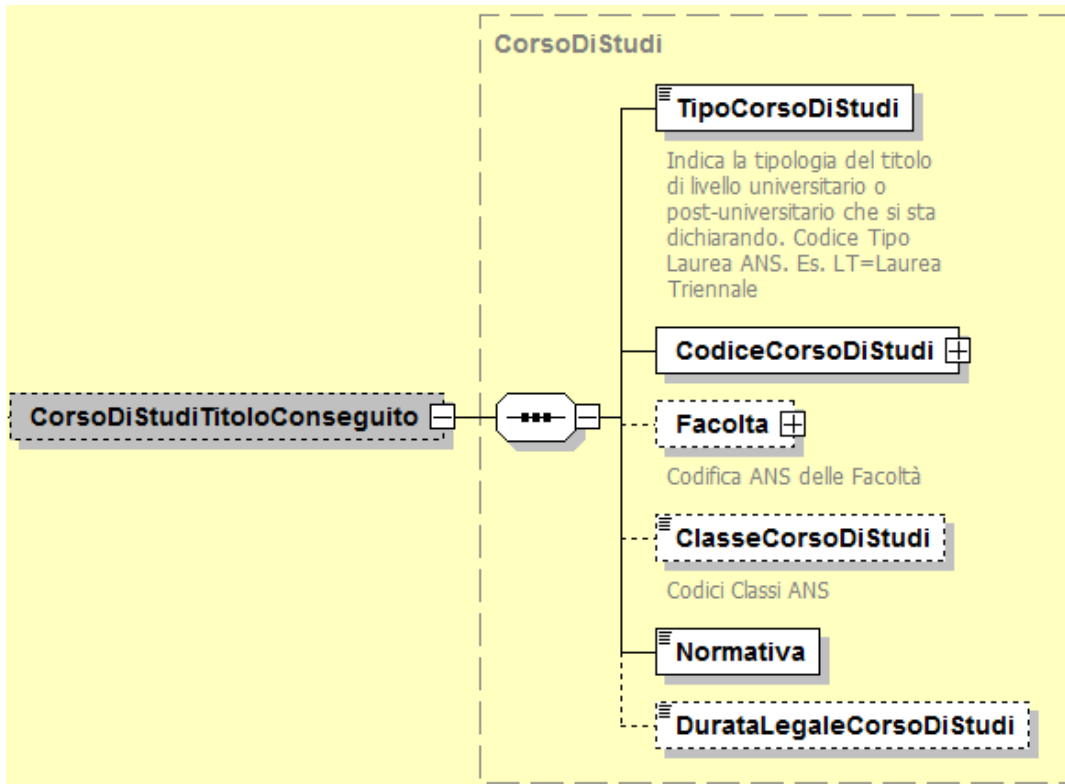 CorsoDiStudi
TipoCorsoDiStudi
Indica la tipologia del titolo
di livello universitario o
post-universitario che si sta
dichiarando. Codice Tipo
Laurea ANS. Es. LT=Laurea
Triennale
CodiceCorsoDiStudi
CorsoDiStudiTitoloConseguito
Facolta
Codifica ANS delle Facoltà
ClasseCorsoDiStudi
Codici Classi ANS
Normativa
DurataLegaleCorsoDiStudi